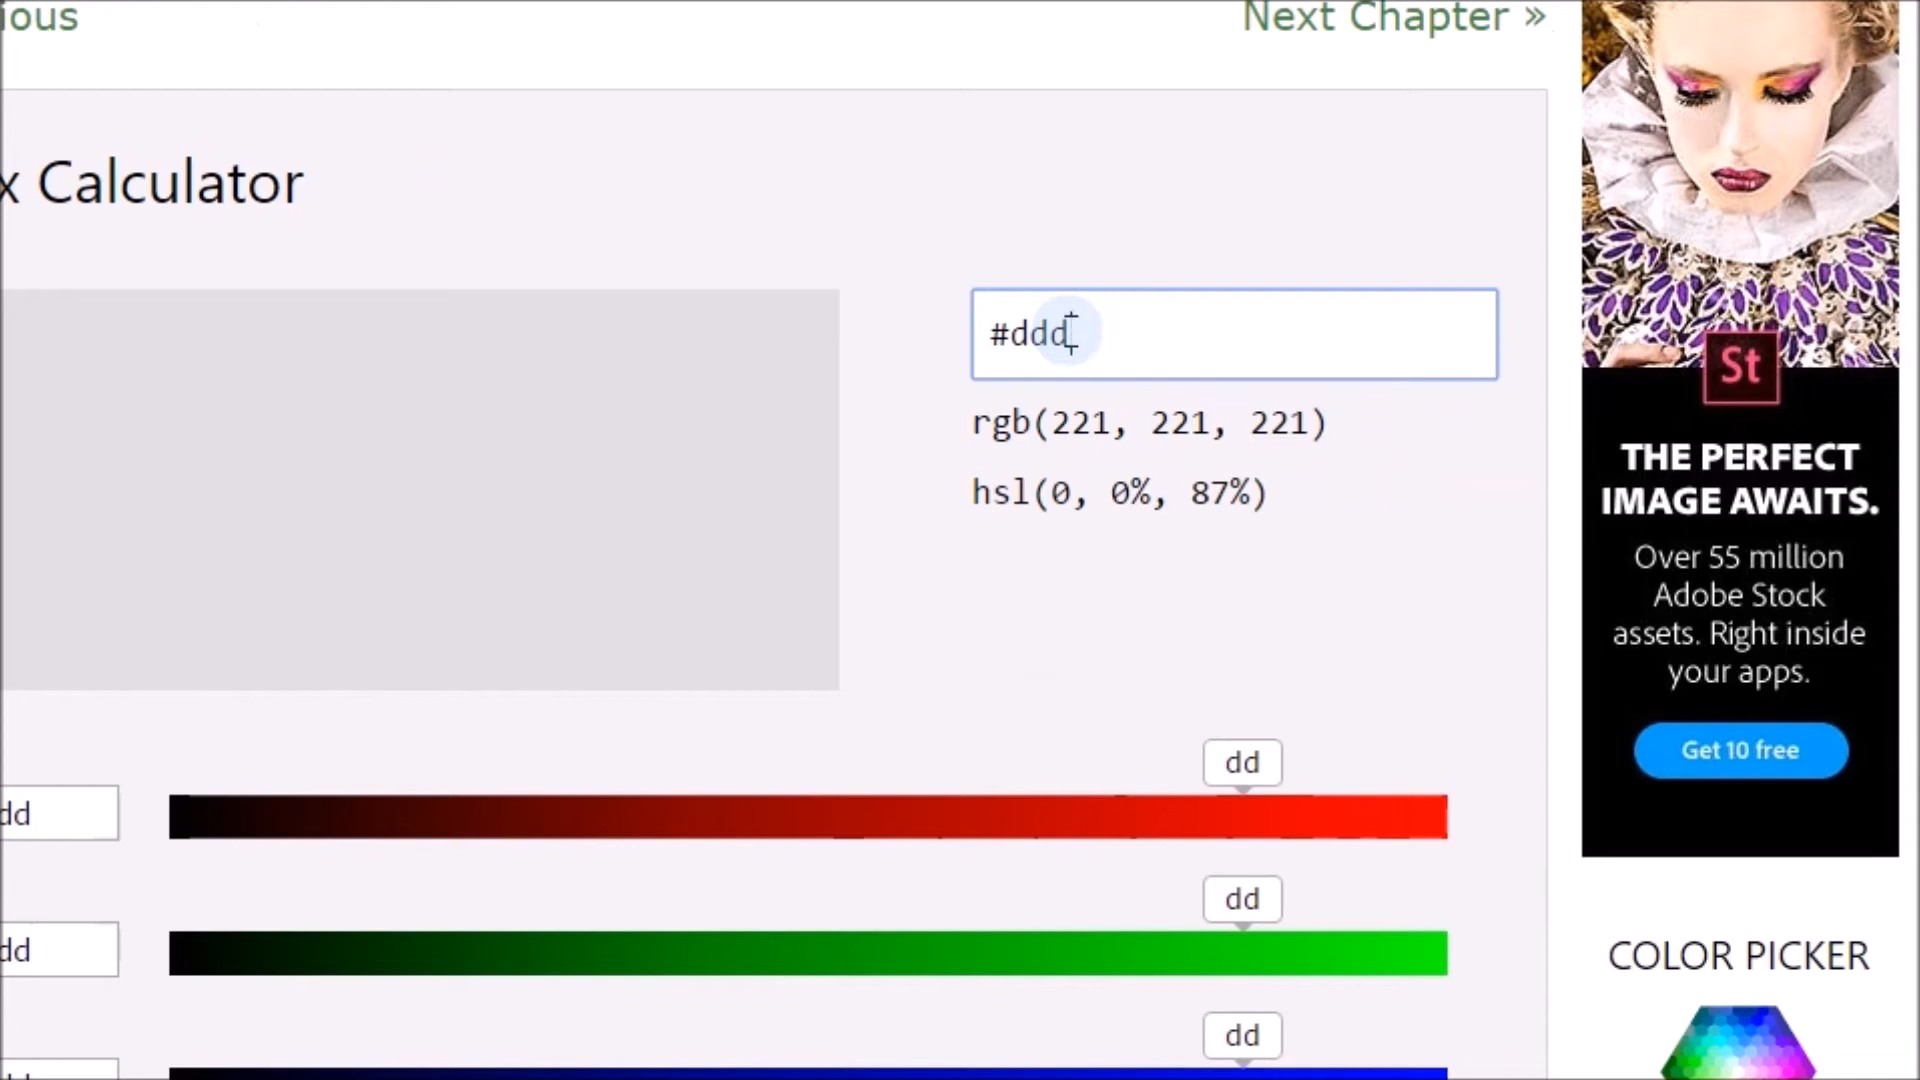 ious
Next Chapter »
x Calculator
#ddd
rgb(221, 221, 221)
hsl(0, 0%, 87%)
dd
dd
dd
dd
dd
St
THE PERFECT
IMAGE AWAITS.
Over 55 million
Adobe Stock
assets. Right inside
your apps.
Get 10 free
COLOR PICKER